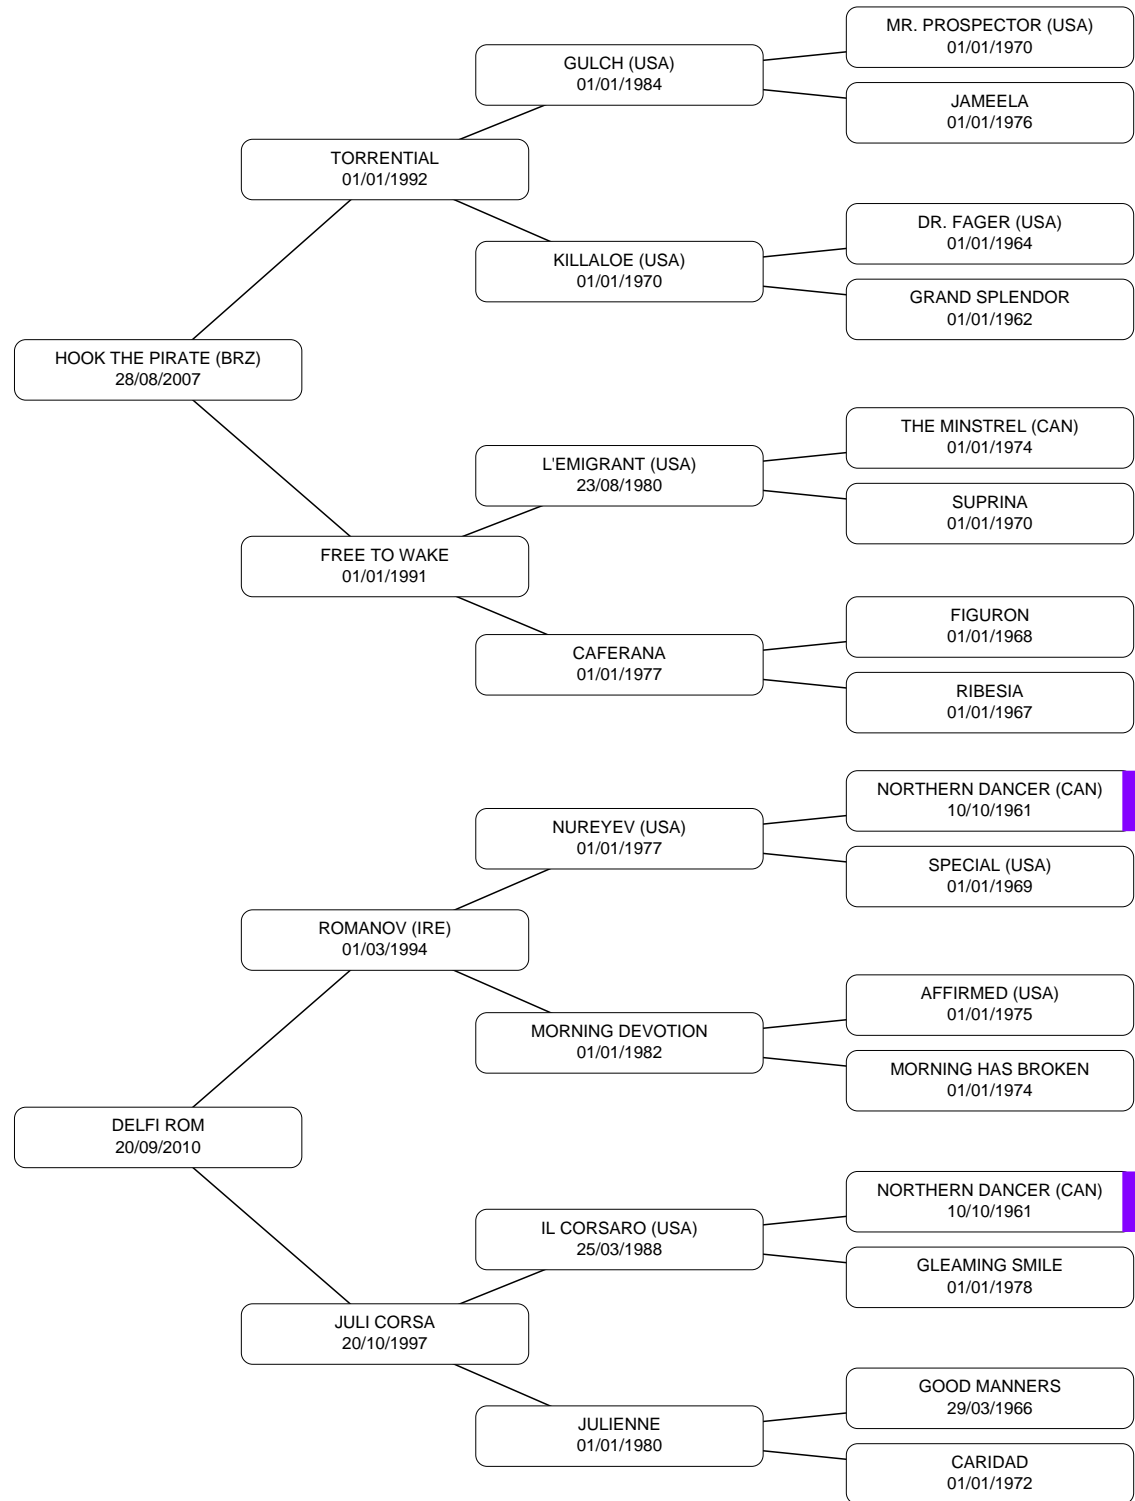 MR. PROSPECTOR (USA)
01/01/1970
GULCH (USA)
01/01/1984
JAMEELA
01/01/1976
TORRENTIAL
01/01/1992
DR. FAGER (USA)
01/01/1964
KILLALOE (USA)
01/01/1970
GRAND SPLENDOR
01/01/1962
HOOK THE PIRATE (BRZ)
28/08/2007
THE MINSTREL (CAN)
01/01/1974
L'EMIGRANT (USA)
23/08/1980
SUPRINA
01/01/1970
FREE TO WAKE
01/01/1991
FIGURON
01/01/1968
CAFERANA
01/01/1977
RIBESIA
01/01/1967
NORTHERN DANCER (CAN)
10/10/1961
NUREYEV (USA)
01/01/1977
SPECIAL (USA)
01/01/1969
ROMANOV (IRE)
01/03/1994
AFFIRMED (USA)
01/01/1975
MORNING DEVOTION
01/01/1982
MORNING HAS BROKEN
01/01/1974
DELFI ROM
20/09/2010
NORTHERN DANCER (CAN)
10/10/1961
IL CORSARO (USA)
25/03/1988
GLEAMING SMILE
01/01/1978
JULI CORSA
20/10/1997
GOOD MANNERS
29/03/1966
JULIENNE
01/01/1980
CARIDAD
01/01/1972